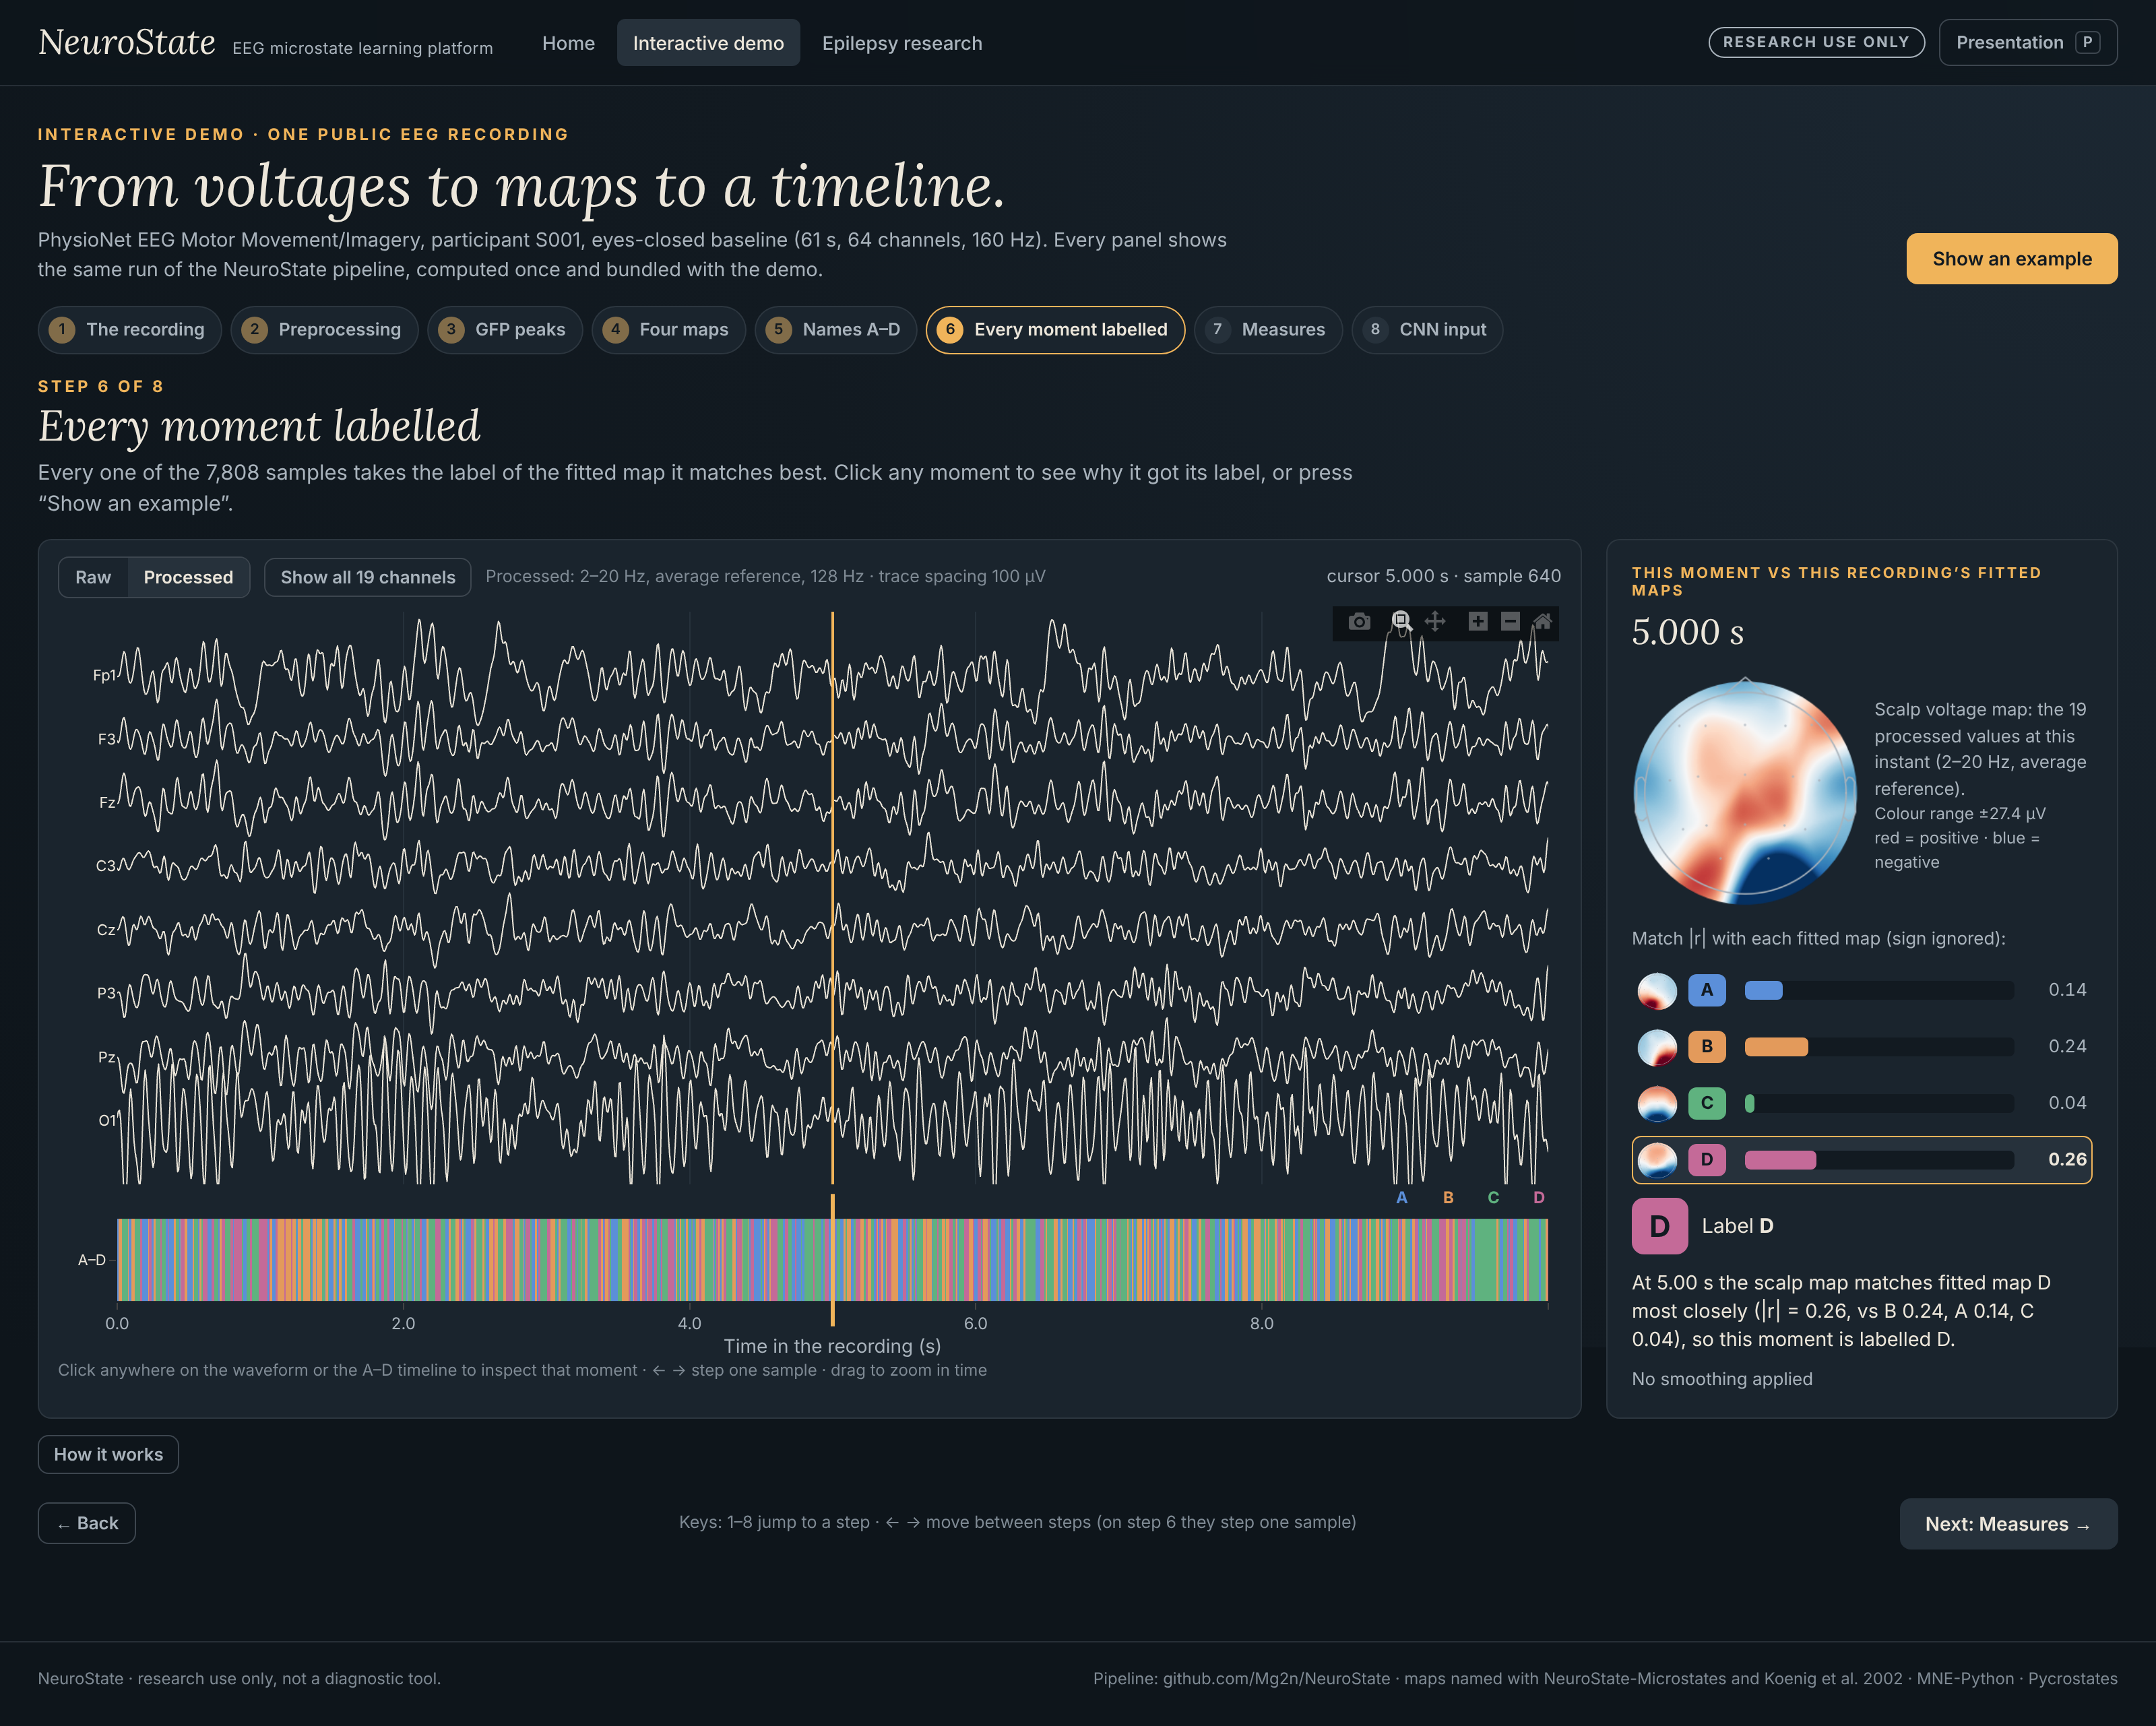 NeuroState EEG microstate learning platform Home Interactive demo Epilepsy research RESEARCH USE ONLY Presentation P
INTERACTIVE DEMO · ONE PUBLIC EEG RECORDING
From voltages to maps to a timeline.
PhysioNet EEG Motor Movement/Imagery, participant S001, eyes-closed baseline (61 s, 64 channels, 160 Hz). Every panel shows
the same run of the NeuroState pipeline, computed once and bundled with the demo.
Show an example
1 The recording 2 Preprocessing 3 GFP peaks 4 Four maps 5 Names A–D 6 Every moment labelled 7 Measures 8 CNN input
STEP 6 OF 8
Every moment labelled
Every one of the 7,808 samples takes the label of the fitted map it matches best. Click any moment to see why it got its label, or press
“Show an example”.
Raw Processed Show all 19 channels Processed: 2–20 Hz, average reference, 128 Hz · trace spacing 100 µV cursor 5.000 s · sample 640
Fp1
F3
Fz
C3
Cz
P3
Pz
O1
A B C D
A–D
0.0 2.0 4.0 6.0 8.0
Time in the recording (s)
Click anywhere on the waveform or the A–D timeline to inspect that moment · ← → step one sample · drag to zoom in time
THIS MOMENT VS THIS RECORDING’S FITTED
MAPS
5.000 s
Scalp voltage map: the 19
processed values at this
instant (2–20 Hz, average
reference).
Colour range ±27.4 µV
red = positive · blue =
negative
Match |r| with each fitted map (sign ignored):
A 0.14
B 0.24
C 0.04
D 0.26
D Label D
At 5.00 s the scalp map matches fitted map D
most closely (|r| = 0.26, vs B 0.24, A 0.14, C
0.04), so this moment is labelled D.
No smoothing applied
How it works
← Back
Keys: 1–8 jump to a step · ← → move between steps (on step 6 they step one sample)
Next: Measures →
NeuroState · research use only, not a diagnostic tool.
Pipeline: github.com/Mg2n/NeuroState · maps named with NeuroState-Microstates and Koenig et al. 2002 · MNE-Python · Pycrostates